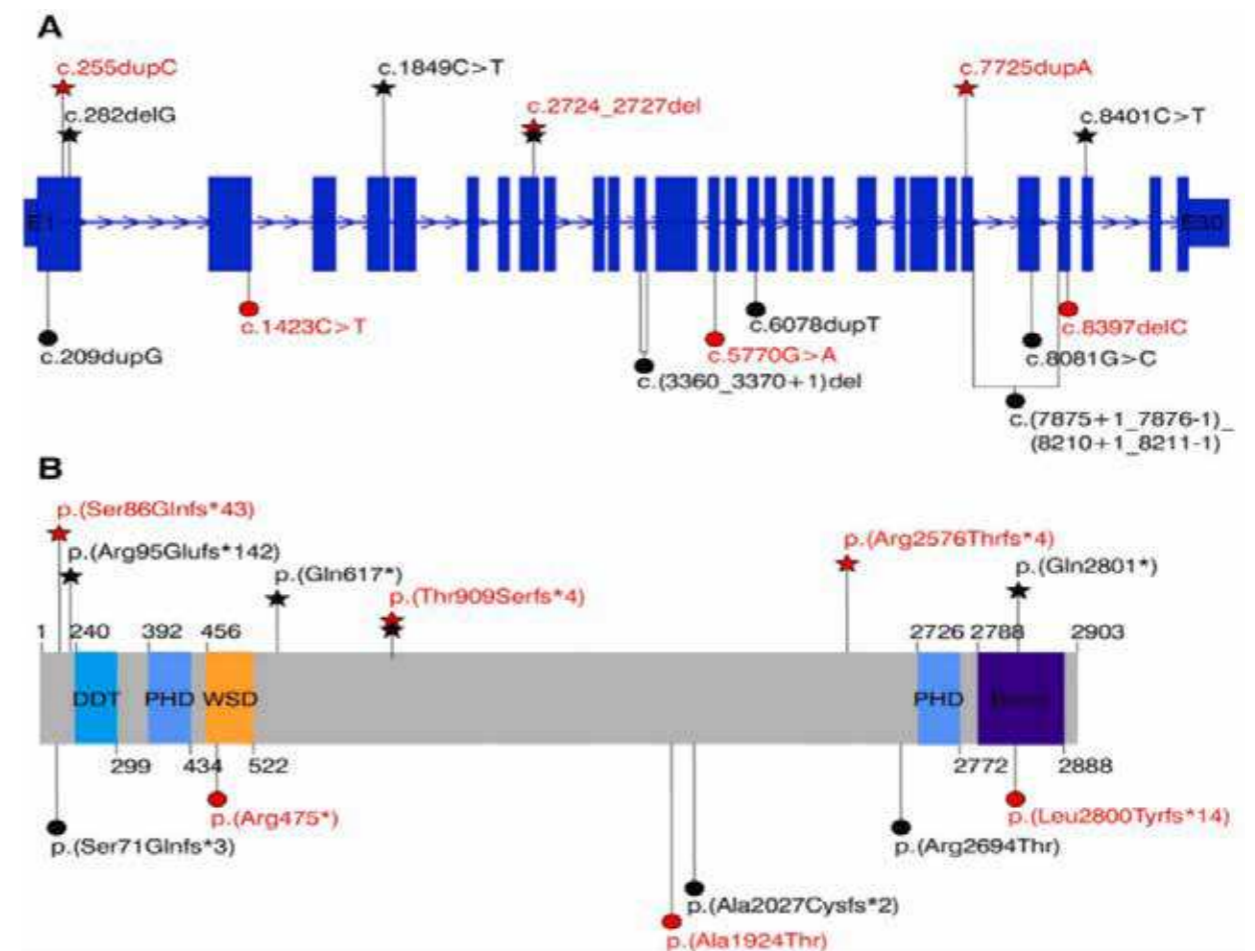 A
c.255dupC
c.1849C>T
c.7725dupA
c.282delG
c.2724_2727del
c.8401C>T
E1
E30
c.1423C>T
c.6078dupT
c.8397delC
c.209dupG
c.5770G>A
c.8081G>C
c.(3360_3370+1)del
c.(7875+1_7876-1)_
(8210+1_8211-1)
B
p.(Ser86Glnfs*43)
p.(Arg2576Thrfs*4)
p.(Arg95Glufs*142)
p.(Gln617*)
p.(Gln2801*)
p.(Thr909Serfs*4)
1 240 392 456 2726 2788 2903
DDT PHD WSD PHD
299 434 522 2772 2888
p.(Arg475*)
p.(Leu2800Tyrfs*14)
p.(Ser71Glnfs*3)
p.(Arg2694Thr)
p.(Ala2027Cysfs*2)
p.(Ala1924Thr)